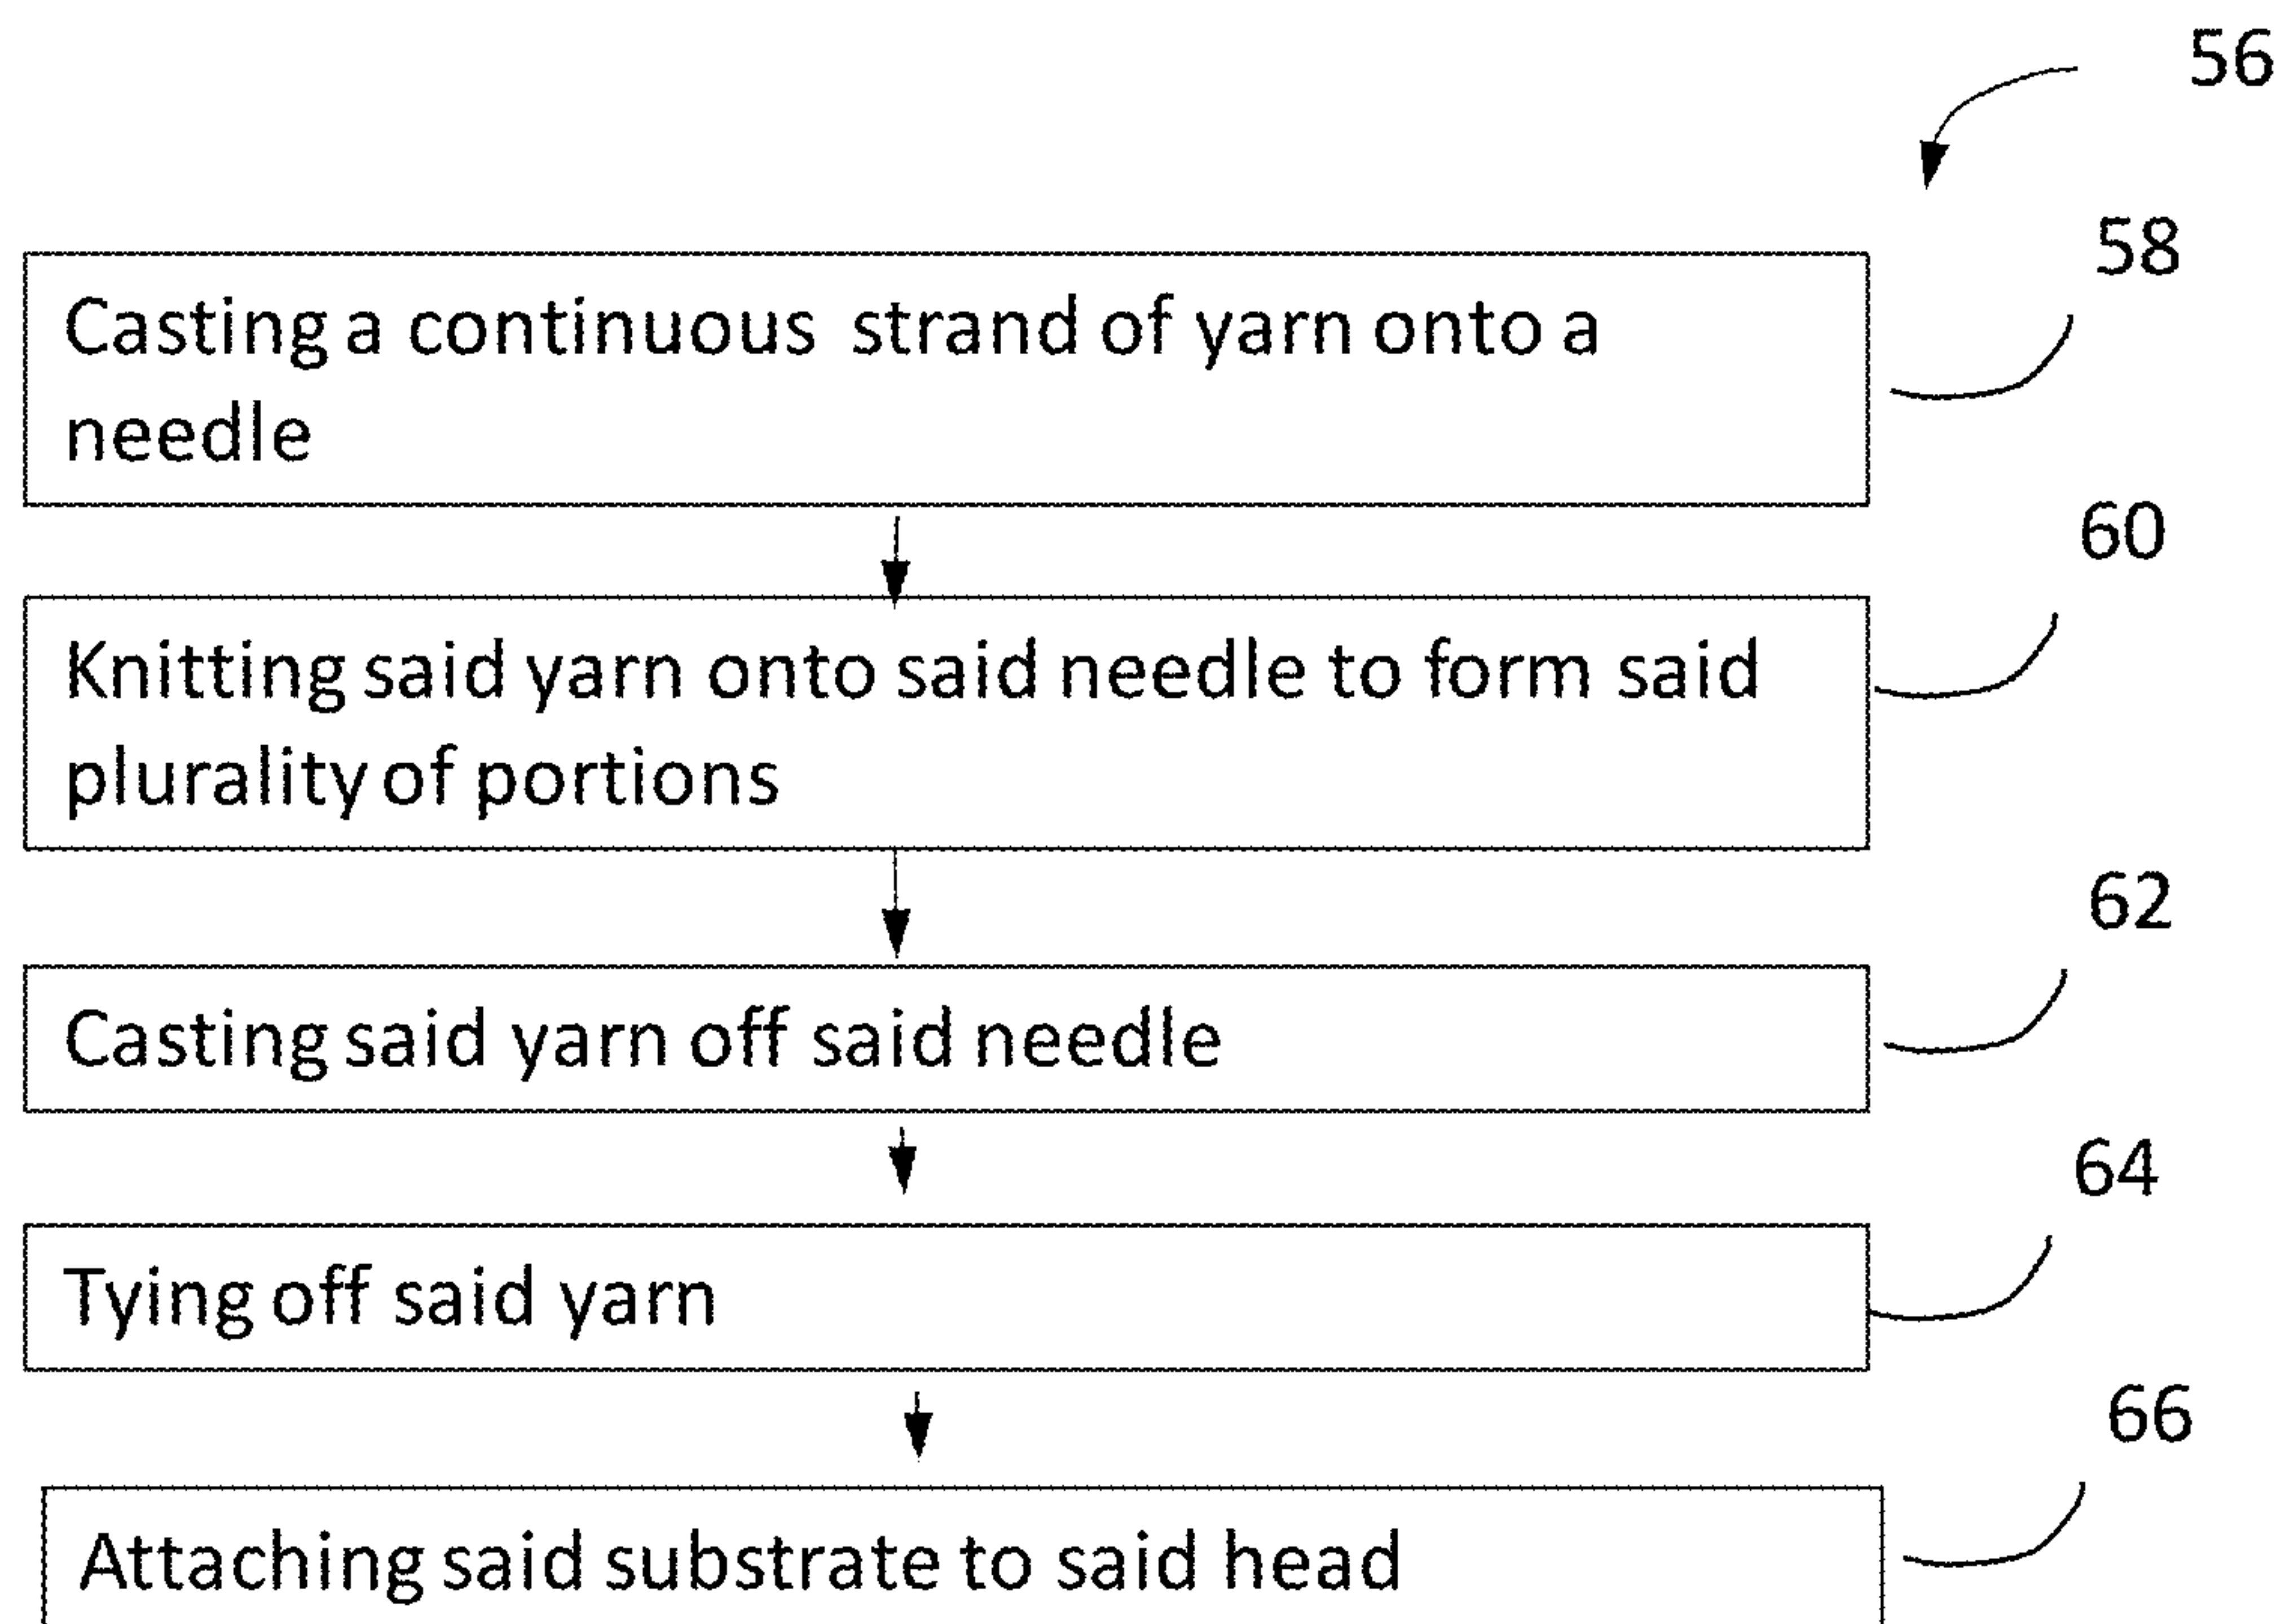 56
58
Casting a continuous strand of yarn onto a
needle
60
Knitting said yarn onto said needle to form said
plurality of portions
62
Casting said yarn off said needle
64
Tying off said yarn
66
Attaching said substrate to said head